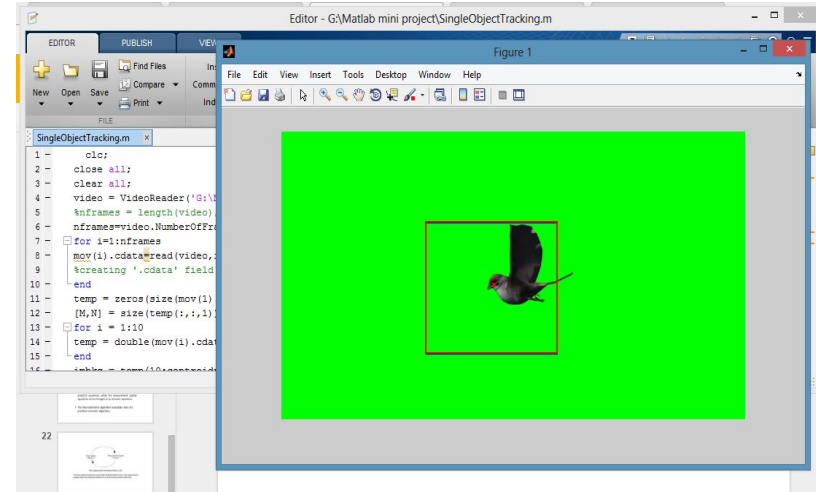 Editor - G:\Matlab mini project\SingleObjectTracking.m
EDITOR PUBLISH VIEW
Find Files
Compare
Print
New Open Save
FILE
SingleObjectTracking.m ×
1 - clc;
2 - close all;
3 - clear all;
4 - video = VideoReader('G:\
5 %nframes = length(video)
6 - nframes=video.NumberOfFra
7 - for i=1:nframes
8 - mov(i).cdata=read(video,
9 %creating '.cdata' field
10 - end
11 - temp = zeros(size(mov(1)
12 - [M,N] = size(temp(:,:,1)
13 - for i = 1:10
14 - temp = double(mov(i).cda
15 - end
Figure 1
File Edit View Insert Tools Desktop Window Help
22